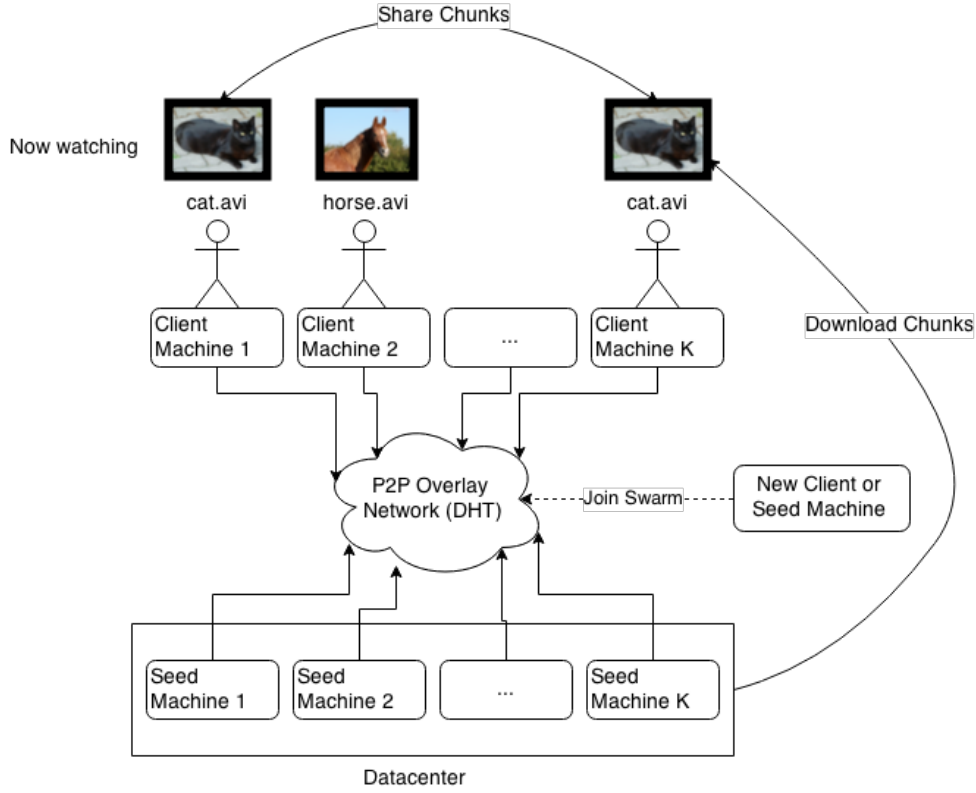 Share Chunks
Now watching
cat.avi
horse.avi
cat.avi
Client
Machine 1
Client
Machine 2
...
Client
Machine K
Download Chunks
P2P Overlay
Network (DHT)
Join Swarm
New Client or
Seed Machine
Seed
Machine 1
Seed
Machine 2
...
Seed
Machine K
Datacenter